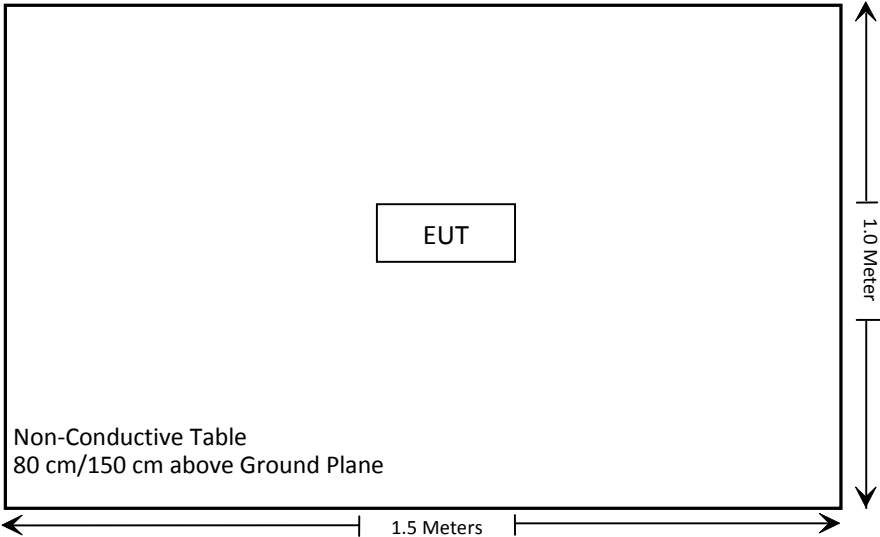 EUT
1.0 Meter
Non-Conductive Table
80 cm/150 cm above Ground Plane
1.5 Meters